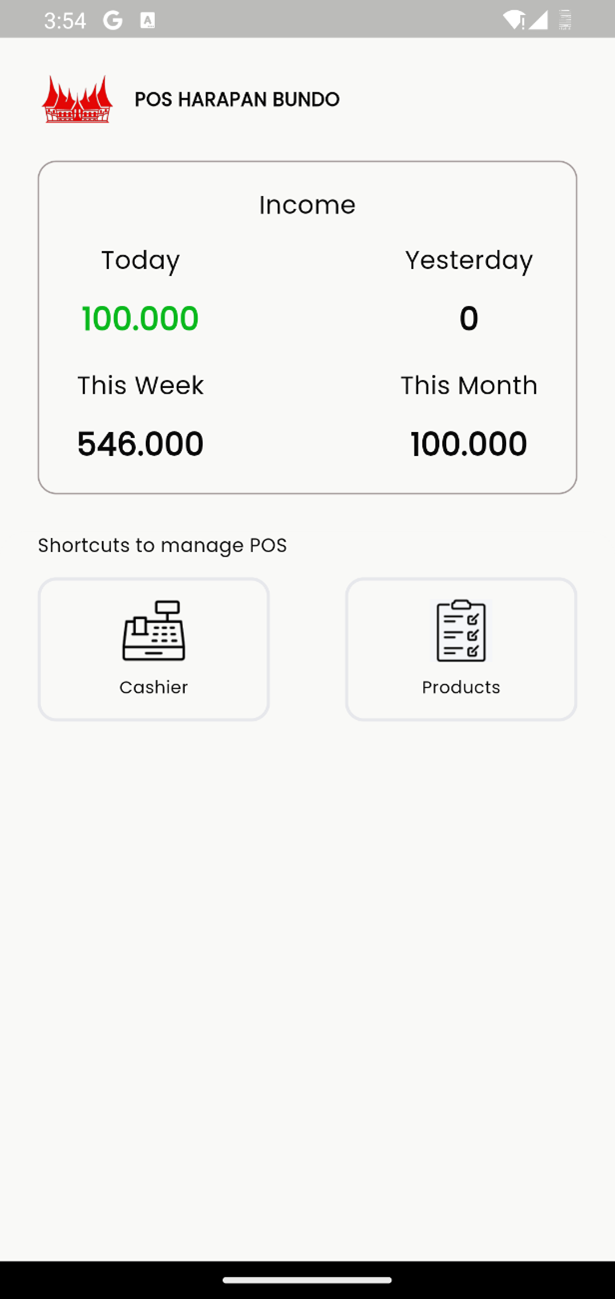 3:54
POS HARAPAN BUNDO
Income
Today Yesterday
100.000 0
This Week This Month
546.000 100.000
Shortcuts to manage POS
Cashier Products